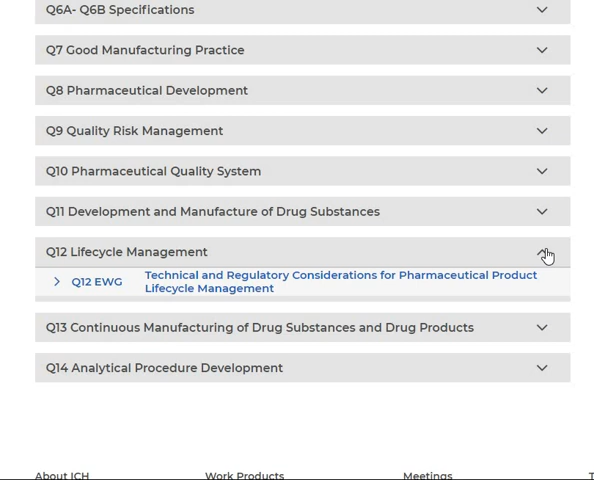 Q6A- Q6B Specifications
Q7 Good Manufacturing Practice
Q8 Pharmaceutical Development
Q9 Quality Risk Management
Q10 Pharmaceutical Quality System
Q11 Development and Manufacture of Drug Substances
Q12 Lifecycle Management
Q12 EWG Technical and Regulatory Considerations for Pharmaceutical Product
Lifecycle Management
Q13 Continuous Manufacturing of Drug Substances and Drug Products
Q14 Analytical Procedure Development
About ICH Work Products Meetings